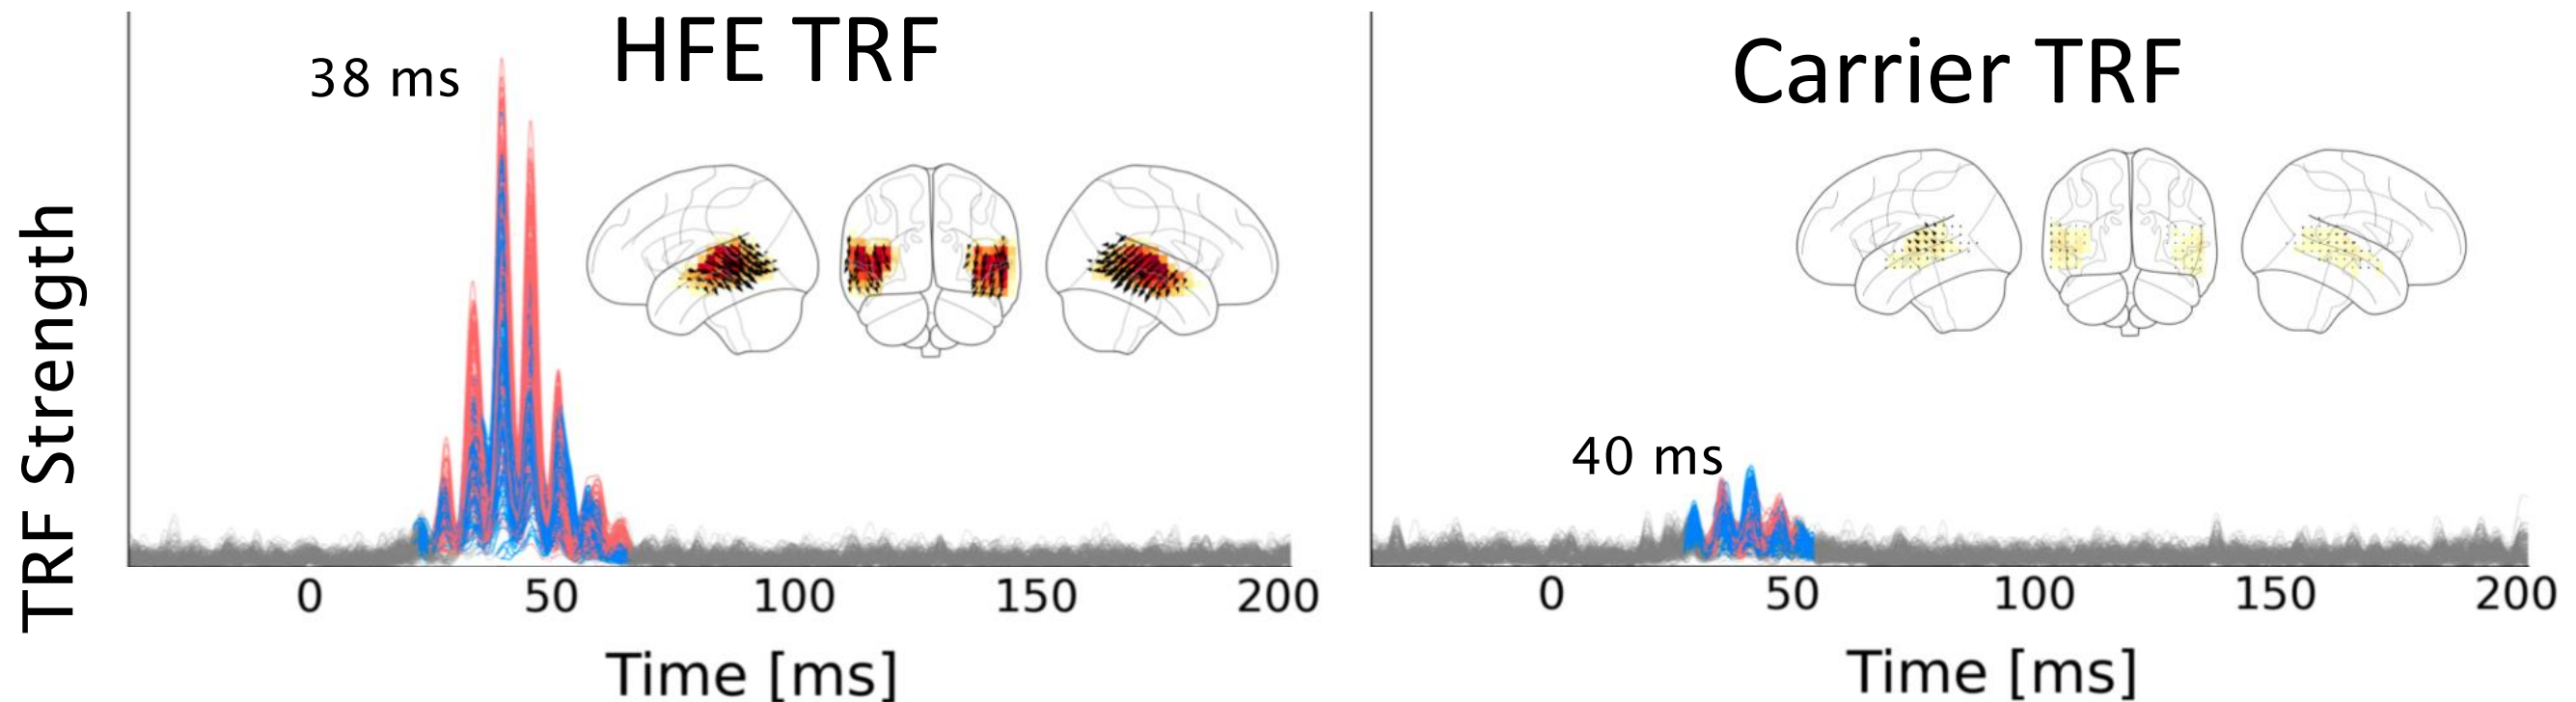 HFE TRF
38 ms
TRF Strength
0 50 100 150 200
Time [ms]
Carrier TRF
40 ms
0 50 100 150 200
Time [ms]